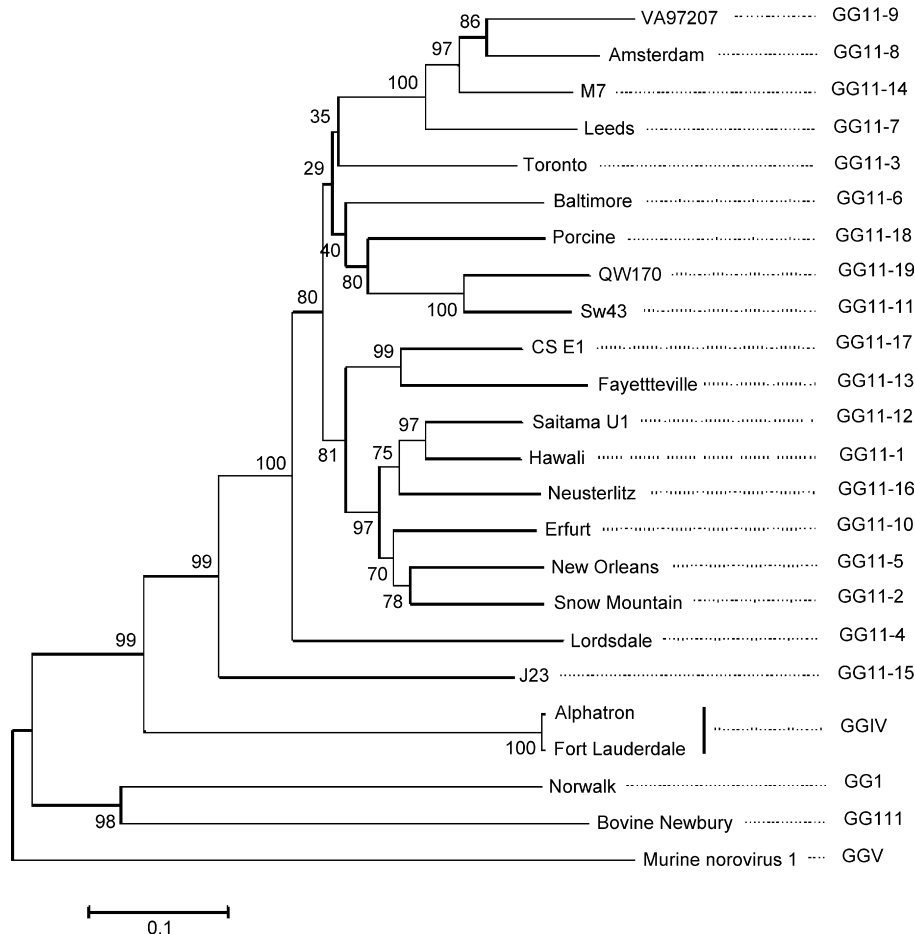 VA97207 GG11-9
86
Amsterdam GG11-8
97
M7 GG11-14
100
Leeds GG11-7
35
Toronto GG11-3
29
Baltimore GG11-6
Porcine GG11-18
40
QW170 GG11-19
80
Sw43 GG11-11
100
80
CS E1 GG11-17
99
Fayettteville GG11-13
Saitama U1 GG11-12
97
Hawali GG11-1
75
81
Neusterlitz GG11-16
100
97
Erfurt GG11-10
New Orleans GG11-5
70
Snow Mountain GG11-2
78
99
Lordsdale GG11-4
99
J23 GG11-15
Alphatron
GGIV
Fort Lauderdale
100
Norwalk GG1
Bovine Newbury GG111
98
Murine norovirus 1 GGV
0.1